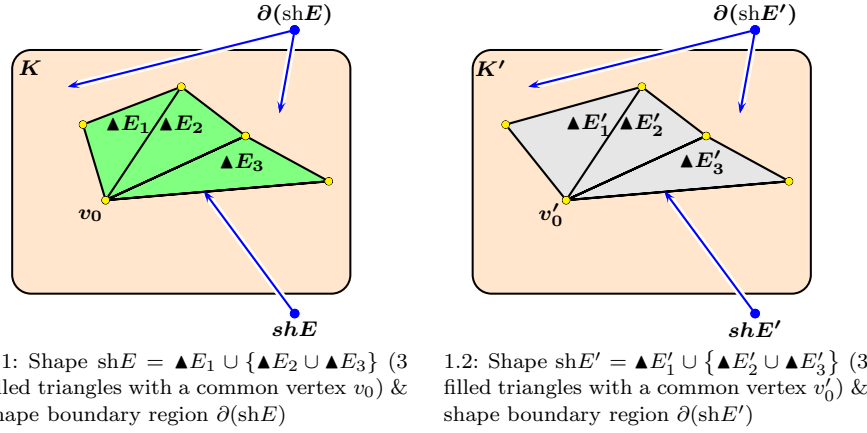 ∂(shE)
K
▲E₁ ▲E₂
▲E₃
v₀
shE
1: Shape shE = ▲E₁ ∪ {▲E₂ ∪ ▲E₃} (3
lled triangles with a common vertex v₀) &
hape boundary region ∂(shE)
∂(shE′)
K′
▲E′₁ ▲E′₂
▲E′₃
v′₀
shE′
1.2: Shape shE′ = ▲E′₁ ∪ {▲E′₂ ∪ ▲E′₃} (3
filled triangles with a common vertex v′₀) &
shape boundary region ∂(shE′)